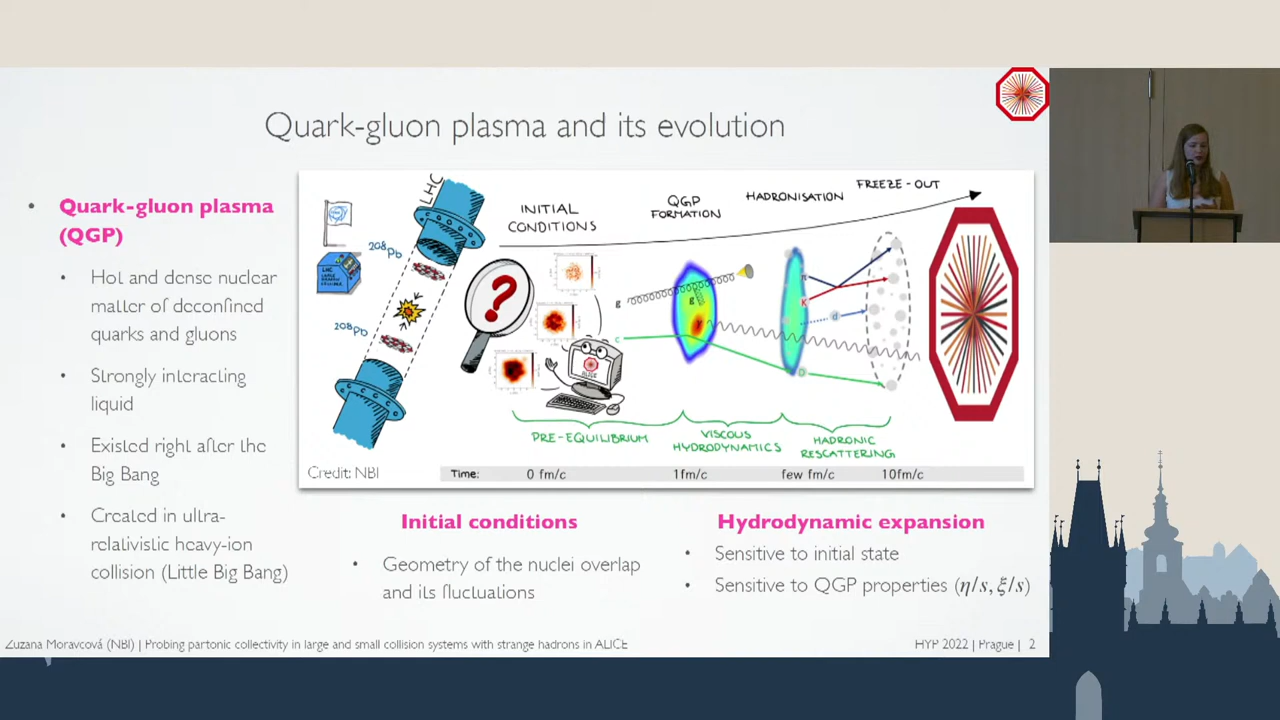 Quark-gluon plasma and its evolution
• Quark-gluon plasma
(QGP)
• Hot and dense nuclear
matter of deconfined
quarks and gluons
• Strongly interacting
liquid
• Existed right after the
Big Bang
• Created in ultra-
relativistic heavy-ion
collision (Little Big Bang)
LHC
208Pb
208Pb
INITIAL
CONDITIONS
QGP
FORMATION
HADRONISATION
FREEZE-OUT
?
g
g
c
π
K
d
D
PRE-EQUILIBRIUM
VISCOUS
HYDRODYNAMICS
HADRONIC
RESCATTERING
Credit: NBI
Time: 0 fm/c 1fm/c few fm/c 10fm/c
Initial conditions
• Geometry of the nuclei overlap
and its fluctuations
Hydrodynamic expansion
• Sensitive to initial state
• Sensitive to QGP properties (η/s, ξ/s)
Zuzana Moravcová (NBI) | Probing partonic collectivity in large and small collision systems with strange hadrons in ALICE
HYP 2022 | Prague | 2